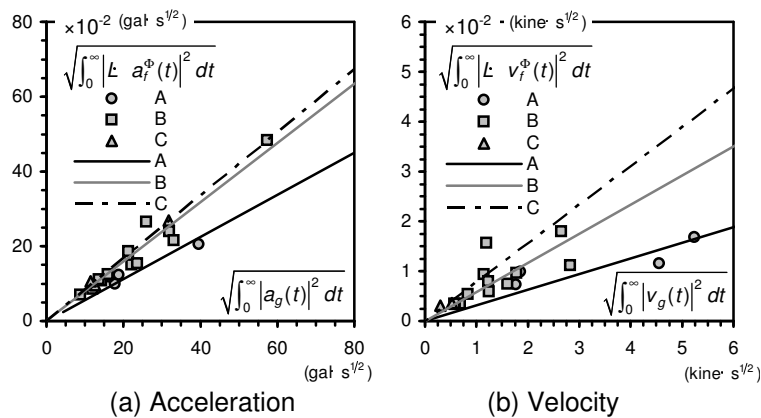 ×10⁻² (gal· s^{1/2})
80
√∫₀^∞ |L· a_f^Φ(t)|² dt
A
B
C
60
A
B
C
40
20
√∫₀^∞ |a_g(t)|² dt
0
0 20 40 60 80
(gal· s^{1/2})
(a) Acceleration
×10⁻² (kine· s^{1/2})
6
√∫₀^∞ |L· v_f^Φ(t)|² dt
5
A
B
C
4
A
B
C
3
2
1
√∫₀^∞ |v_g(t)|² dt
0
0 1 2 3 4 5 6
(kine· s^{1/2})
(b) Velocity